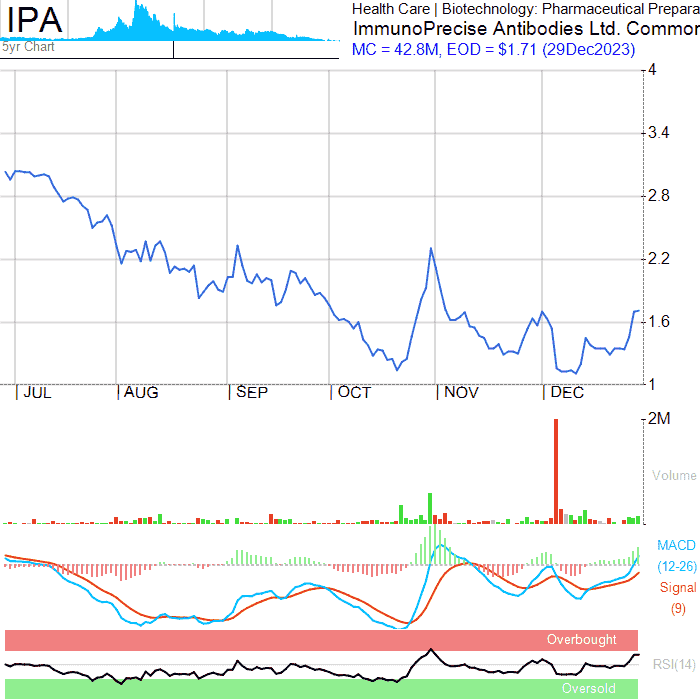 IPA
5yr Chart
Health Care | Biotechnology: Pharmaceutical Prepara
ImmunoPrecise Antibodies Ltd. Common
MC = 42.8M, EOD = $1.71 (29Dec2023)
4
3.4
2.8
2.2
1.6
1
JUL AUG SEP OCT NOV DEC
2M
Volume
MACD
(12-26)
Signal
(9)
Overbought
RSI(14)
Oversold